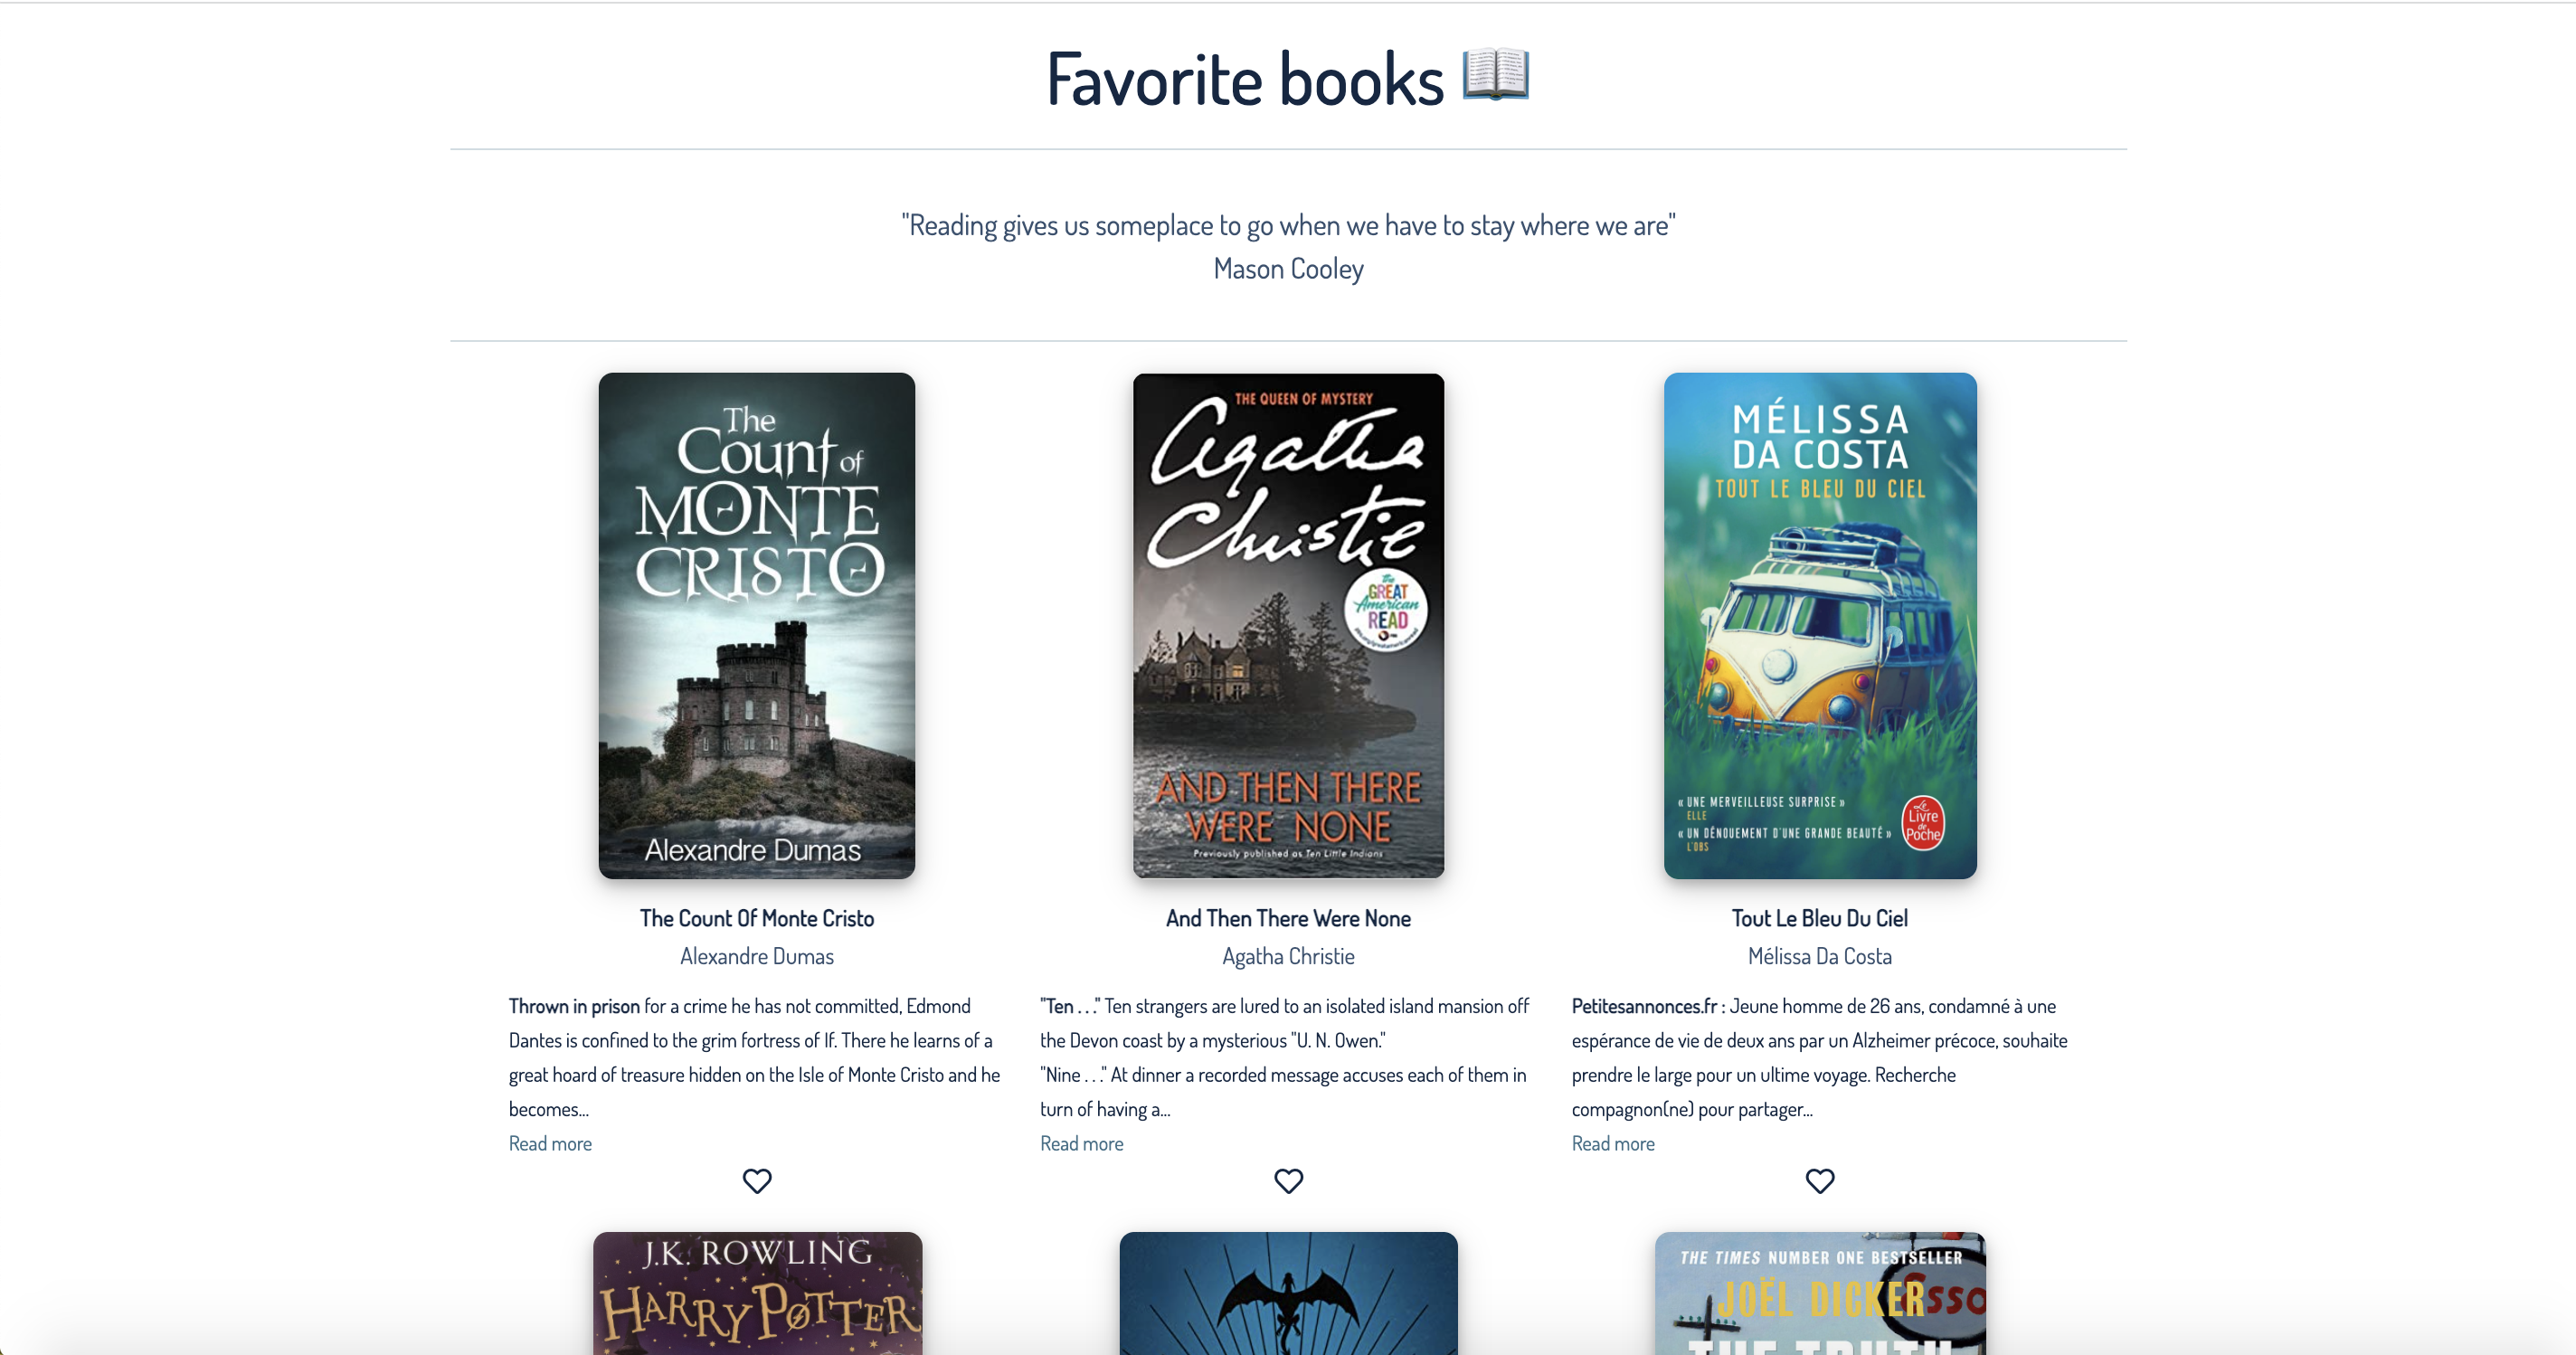 Favorite books
"Reading gives us someplace to go when we have to stay where we are"
Mason Cooley
The
Count of
MONTE
CRISTO
Alexandre Dumas
The Count Of Monte Cristo
Alexandre Dumas
Thrown in prison for a crime he has not committed, Edmond
Dantes is confined to the grim fortress of If. There he learns of a
great hoard of treasure hidden on the Isle of Monte Cristo and he
becomes...
Read more
THE QUEEN OF MYSTERY
Agatha
Christie
The
GREAT
American
READ
AND THEN THERE
WERE NONE
Previously published as Ten Little Indians
And Then There Were None
Agatha Christie
"Ten . . ." Ten strangers are lured to an isolated island mansion off
the Devon coast by a mysterious "U. N. Owen."
"Nine . . ." At dinner a recorded message accuses each of them in
turn of having a...
Read more
MÉLISSA
DA COSTA
TOUT LE BLEU DU CIEL
« UNE MERVEILLEUSE SURPRISE »
ELLE
« UN DÉNOUEMENT D'UNE GRANDE BEAUTÉ »
L'OBS
Le
Livre
de
Poche
Tout Le Bleu Du Ciel
Mélissa Da Costa
Petitesannonces.fr : Jeune homme de 26 ans, condamné à une
espérance de vie de deux ans par un Alzheimer précoce, souhaite
prendre le large pour un ultime voyage. Recherche
compagnon(ne) pour partager...
Read more
J.K. ROWLING
HARRY POTTER
THE TIMES NUMBER ONE BESTSELLER
JOËL DICKER
Esso
THE TRUTH